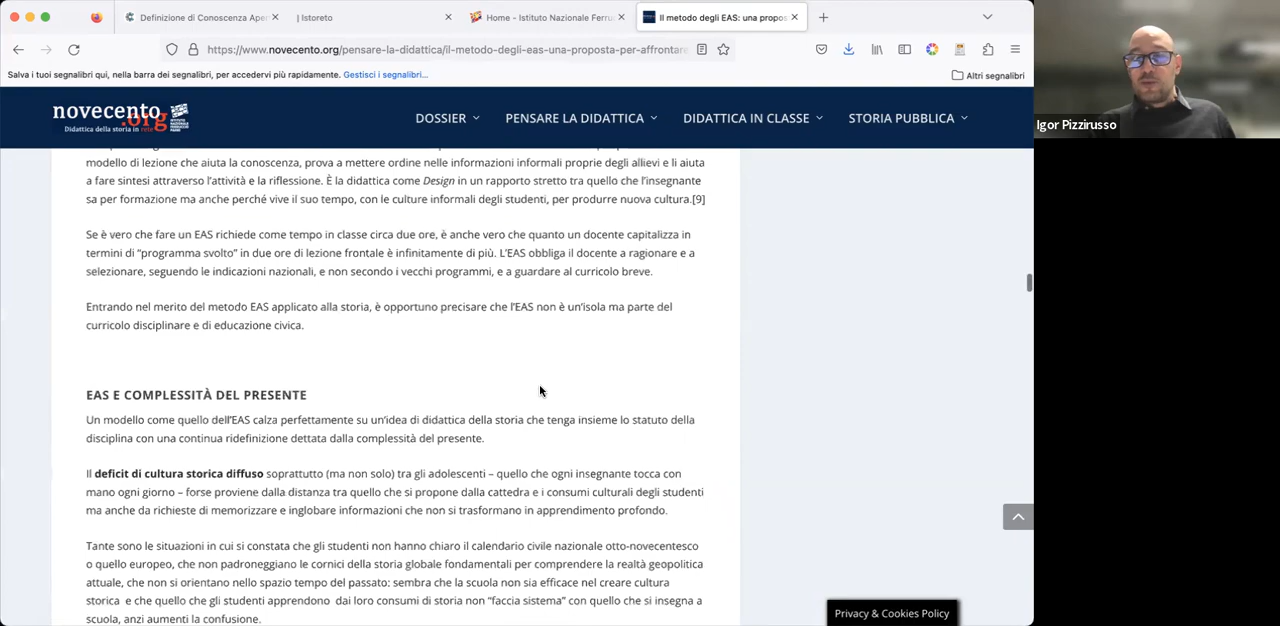 Definizione di Conoscenza Aper
| Istoreto
Home - Istituto Nazionale Ferru
Il metodo degli EAS: una propos
https://www.novecento.org/pensare-la-didattica/il-metodo-degli-eas-una-proposta-per-affrontare
Salva i tuoi segnalibri qui, nella barra dei segnalibri, per accedervi più rapidamente. Gestisci i segnalibri...
Altri segnalibri
novecento.org
Didattica della storia in rete
DOSSIER
PENSARE LA DIDATTICA
DIDATTICA IN CLASSE
STORIA PUBBLICA
modello di lezione che aiuta la conoscenza, prova a mettere ordine nelle informazioni informali proprie degli allievi e li aiuta
a fare sintesi attraverso l'attività e la riflessione. È la didattica come Design in un rapporto stretto tra quello che l'insegnante
sa per formazione ma anche perché vive il suo tempo, con le culture informali degli studenti, per produrre nuova cultura.[9]
Se è vero che fare un EAS richiede come tempo in classe circa due ore, è anche vero che quanto un docente capitalizza in
termini di "programma svolto" in due ore di lezione frontale è infinitamente di più. L'EAS obbliga il docente a ragionare e a
selezionare, seguendo le indicazioni nazionali, e non secondo i vecchi programmi, e a guardare al curricolo breve.
Entrando nel merito del metodo EAS applicato alla storia, è opportuno precisare che l'EAS non è un'isola ma parte del
curricolo disciplinare e di educazione civica.
EAS E COMPLESSITÀ DEL PRESENTE
Un modello come quello dell'EAS calza perfettamente su un'idea di didattica della storia che tenga insieme lo statuto della
disciplina con una continua ridefinizione dettata dalla complessità del presente.
Il deficit di cultura storica diffuso soprattutto (ma non solo) tra gli adolescenti – quello che ogni insegnante tocca con
mano ogni giorno – forse proviene dalla distanza tra quello che si propone dalla cattedra e i consumi culturali degli studenti
ma anche da richieste di memorizzare e inglobare informazioni che non si trasformano in apprendimento profondo.
Tante sono le situazioni in cui si constata che gli studenti non hanno chiaro il calendario civile nazionale otto-novecentesco
o quello europeo, che non padroneggiano le cornici della storia globale fondamentali per comprendere la realtà geopolitica
attuale, che non si orientano nello spazio tempo del passato: sembra che la scuola non sia efficace nel creare cultura
storica e che quello che gli studenti apprendono dai loro consumi di storia non "faccia sistema" con quello che si insegna a
scuola, anzi aumenti la confusione.
Privacy & Cookies Policy
Igor Pizzirusso